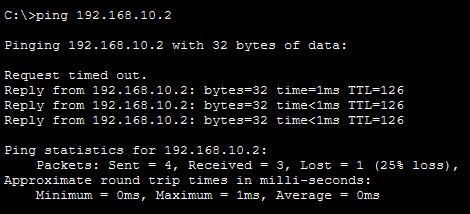 C:\>ping 192.168.10.2
Pinging 192.168.10.2 with 32 bytes of data:
Request timed out.
Reply from 192.168.10.2: bytes=32 time=1ms TTL=126
Reply from 192.168.10.2: bytes=32 time<1ms TTL=126
Reply from 192.168.10.2: bytes=32 time<1ms TTL=126
Ping statistics for 192.168.10.2:
    Packets: Sent = 4, Received = 3, Lost = 1 (25% loss),
Approximate round trip times in milli-seconds:
    Minimum = 0ms, Maximum = 1ms, Average = 0ms